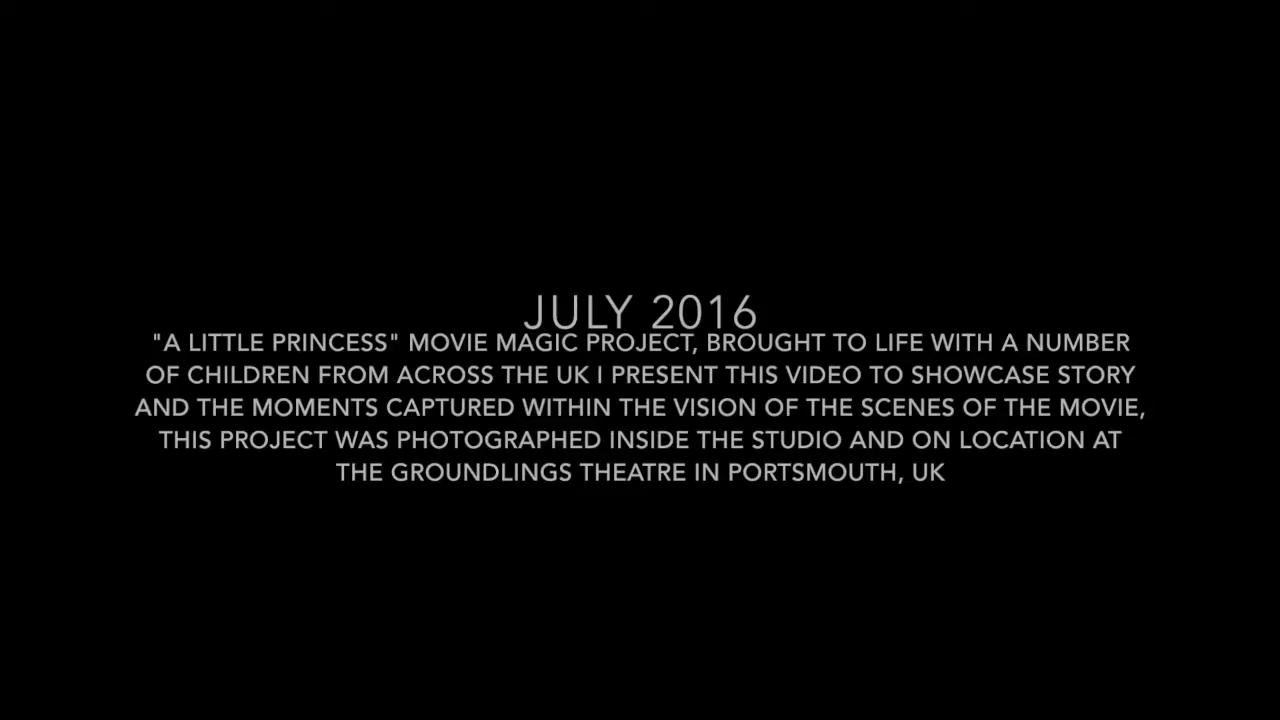 JULY 2016
"A LITTLE PRINCESS" MOVIE MAGIC PROJECT, BROUGHT TO LIFE WITH A NUMBER
OF CHILDREN FROM ACROSS THE UK I PRESENT THIS VIDEO TO SHOWCASE STORY
AND THE MOMENTS CAPTURED WITHIN THE VISION OF THE SCENES OF THE MOVIE,
THIS PROJECT WAS PHOTOGRAPHED INSIDE THE STUDIO AND ON LOCATION AT
THE GROUNDLINGS THEATRE IN PORTSMOUTH, UK